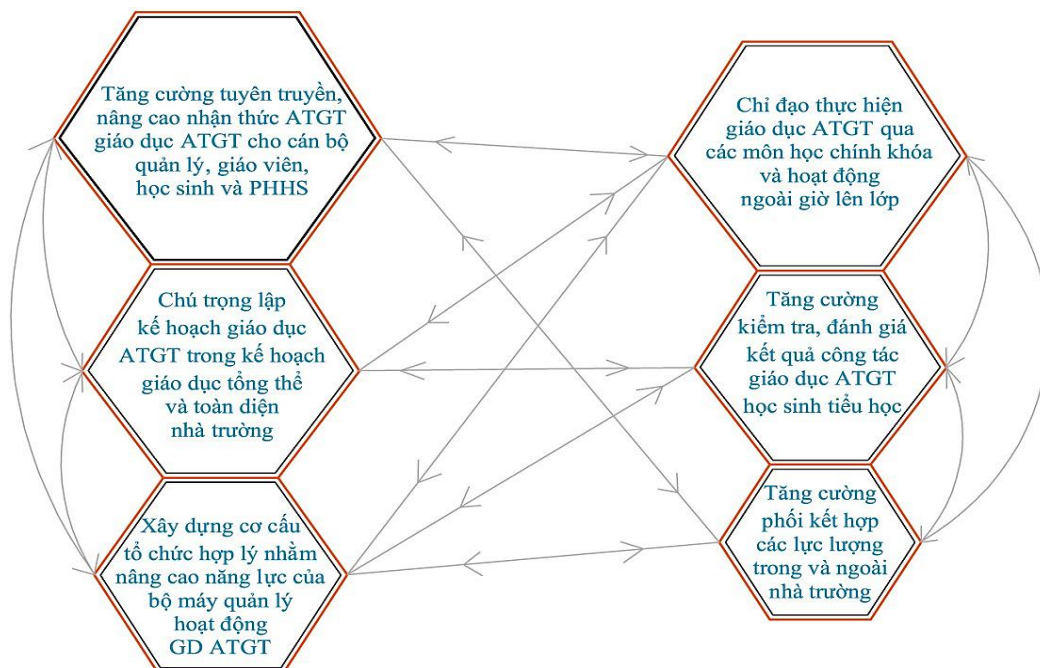 Tăng cường tuyên truyền,
nâng cao nhận thức ATGT
giáo dục ATGT cho cán bộ
quản lý, giáo viên,
học sinh và PHHS
Chú trọng lập
kế hoạch giáo dục
ATGT trong kế hoạch
giáo dục tổng thể
và toàn diện
nhà trường
Xây dựng cơ cấu
tổ chức hợp lý nhằm
nâng cao năng lực của
bộ máy quản lý
hoạt động
GD ATGT
Chỉ đạo thực hiện
giáo dục ATGT qua
các môn học chính khóa
và hoạt động
ngoài giờ lên lớp
Tăng cường
kiểm tra, đánh giá
kết quả công tác
giáo dục ATGT
học sinh tiểu học
Tăng cường
phối kết hợp
các lực lượng
trong và ngoài
nhà trường